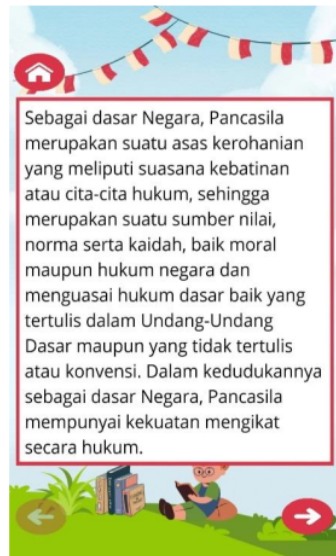 Sebagai dasar Negara, Pancasila
merupakan suatu asas kerohanian
yang meliputi suasana kebatinan
atau cita-cita hukum, sehingga
merupakan suatu sumber nilai,
norma serta kaidah, baik moral
maupun hukum negara dan
menguasai hukum dasar baik yang
tertulis dalam Undang-Undang
Dasar maupun yang tidak tertulis
atau konvensi. Dalam kedudukannya
sebagai dasar Negara, Pancasila
mempunyai kekuatan mengikat
secara hukum.